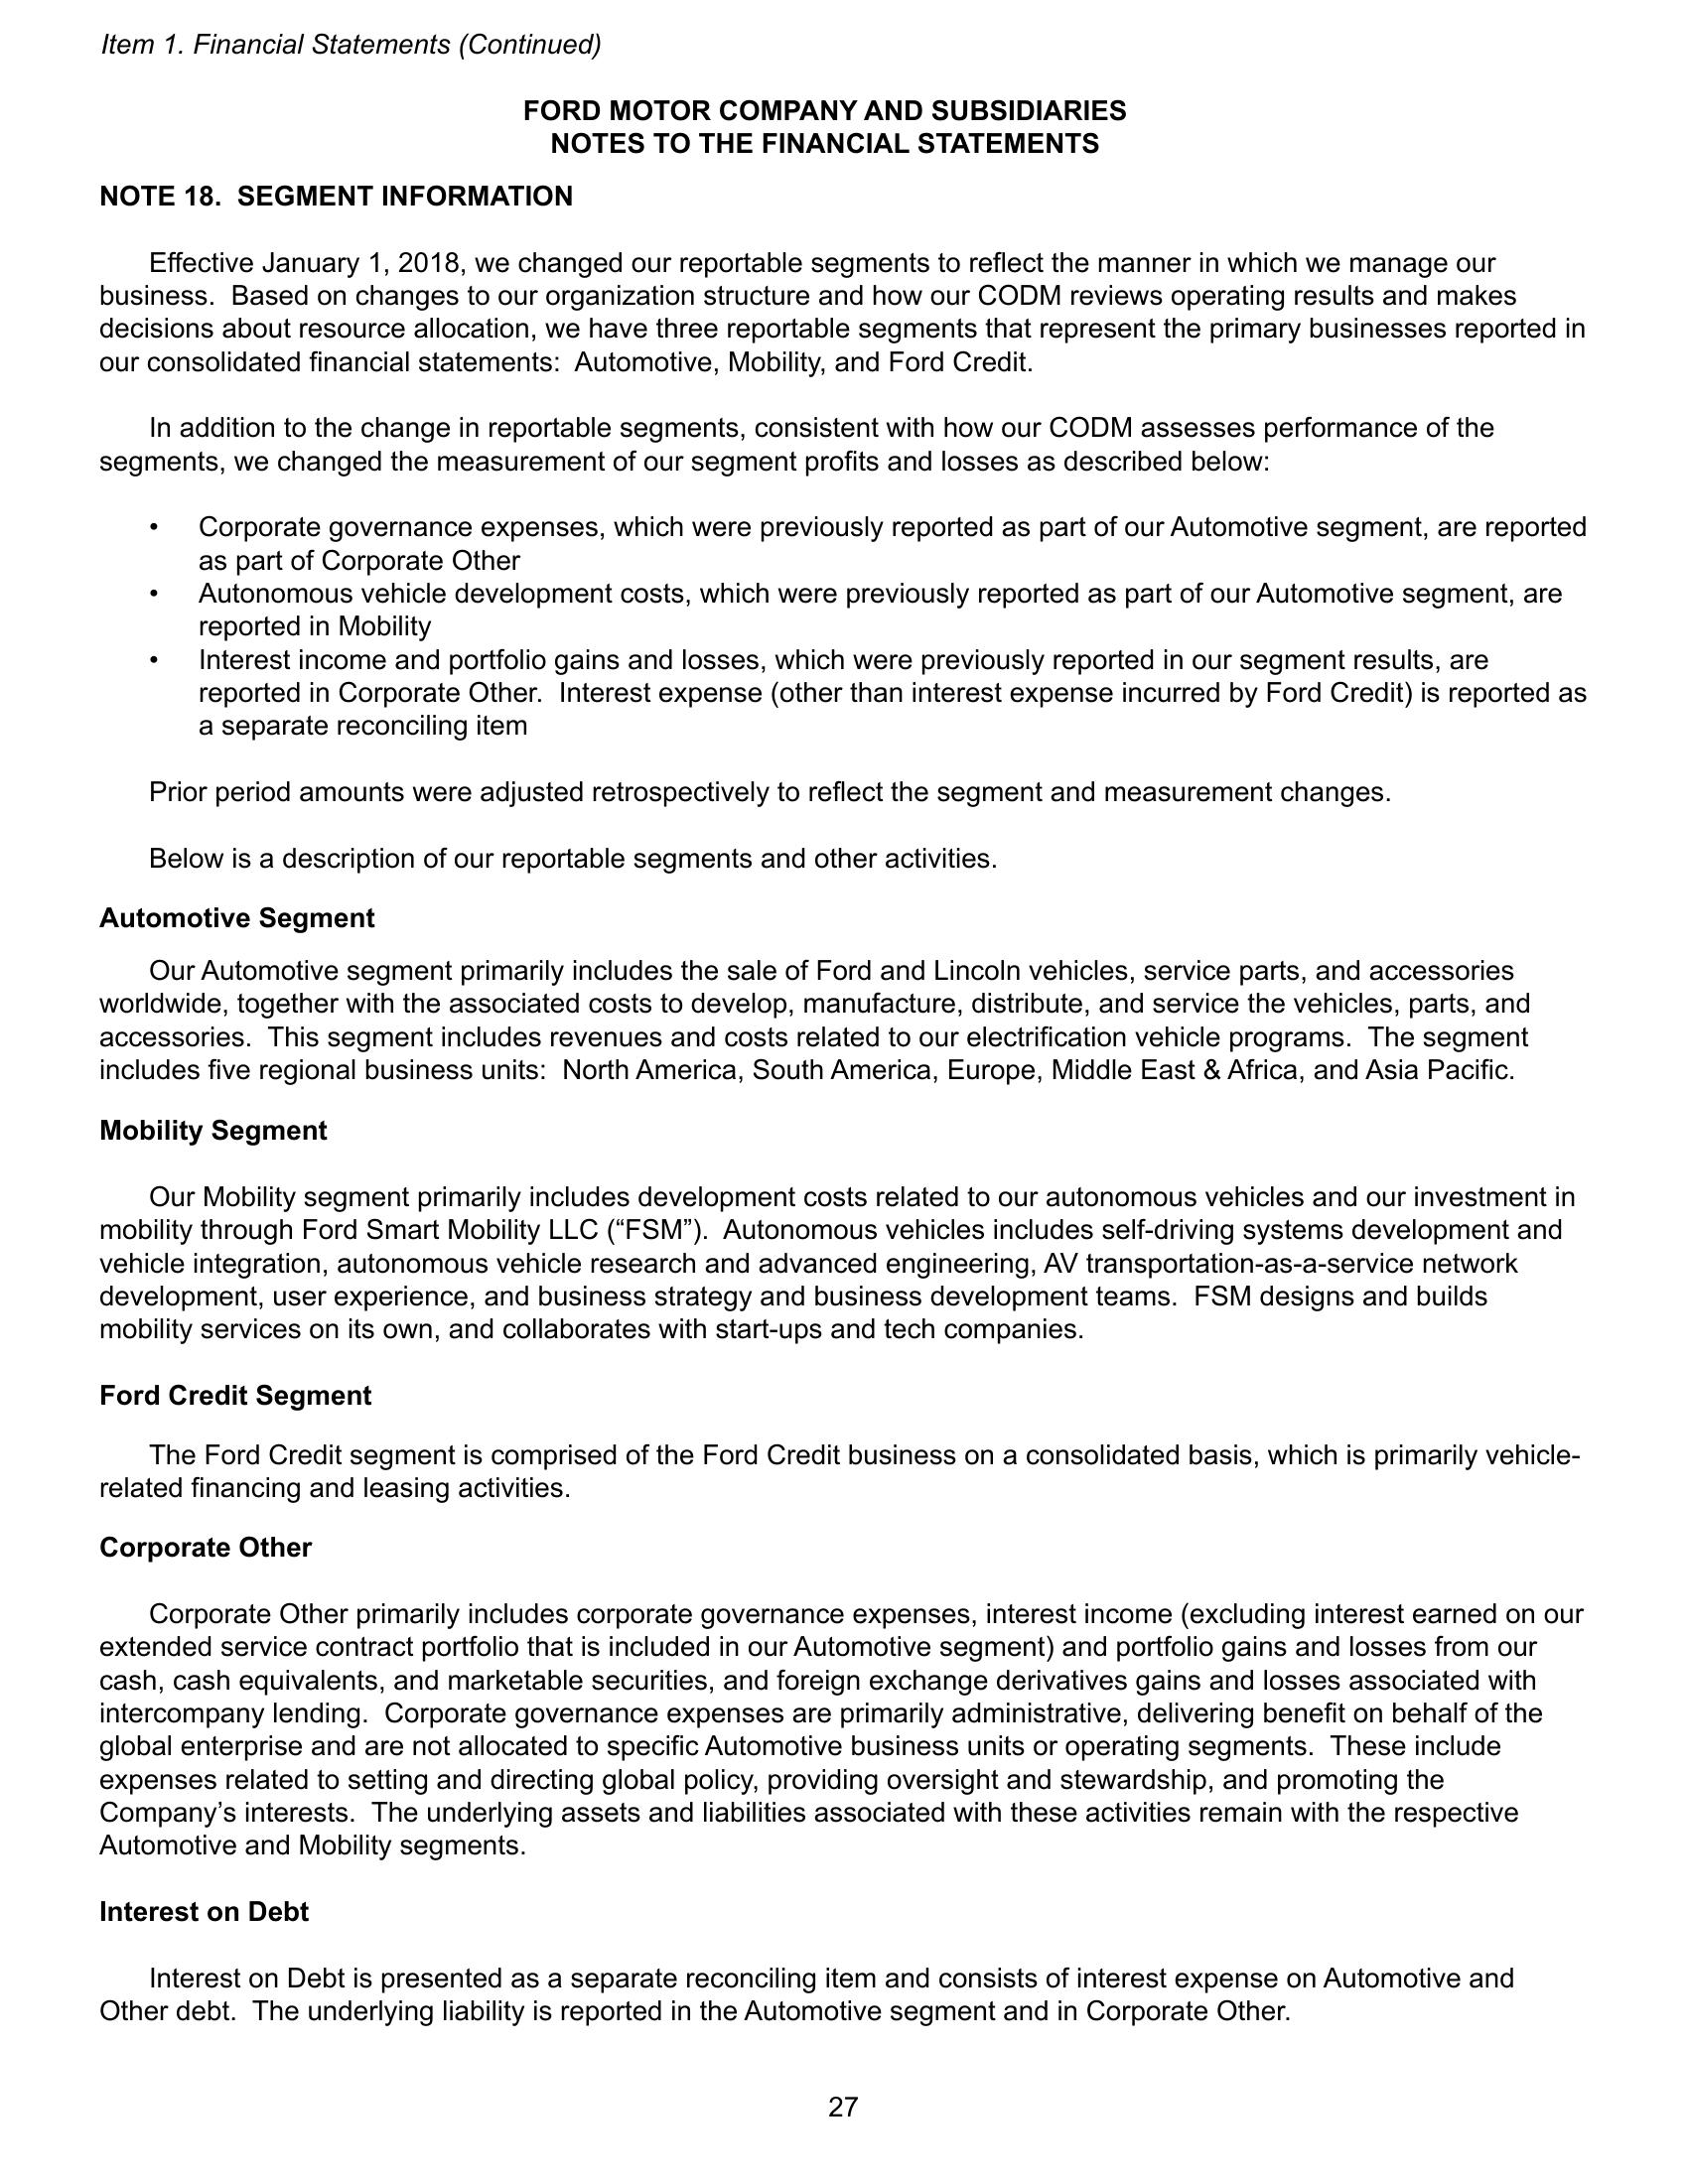 Item 1. Financial Statements (Continued)
FORD MOTOR COMPANY AND SUBSIDIARIES
NOTES TO THE FINANCIAL STATEMENTS
NOTE 18.  SEGMENT INFORMATION
Effective January 1, 2018, we changed our reportable segments to reflect the manner in which we manage our
business.  Based on changes to our organization structure and how our CODM reviews operating results and makes
decisions about resource allocation, we have three reportable segments that represent the primary businesses reported in
our consolidated financial statements:  Automotive, Mobility, and Ford Credit.
In addition to the change in reportable segments, consistent with how our CODM assesses performance of the
segments, we changed the measurement of our segment profits and losses as described below:
• Corporate governance expenses, which were previously reported as part of our Automotive segment, are reported
as part of Corporate Other
• Autonomous vehicle development costs, which were previously reported as part of our Automotive segment, are
reported in Mobility
• Interest income and portfolio gains and losses, which were previously reported in our segment results, are
reported in Corporate Other.  Interest expense (other than interest expense incurred by Ford Credit) is reported as
a separate reconciling item
Prior period amounts were adjusted retrospectively to reflect the segment and measurement changes.
Below is a description of our reportable segments and other activities.
Automotive Segment
Our Automotive segment primarily includes the sale of Ford and Lincoln vehicles, service parts, and accessories
worldwide, together with the associated costs to develop, manufacture, distribute, and service the vehicles, parts, and
accessories.  This segment includes revenues and costs related to our electrification vehicle programs.  The segment
includes five regional business units:  North America, South America, Europe, Middle East & Africa, and Asia Pacific.
Mobility Segment
Our Mobility segment primarily includes development costs related to our autonomous vehicles and our investment in
mobility through Ford Smart Mobility LLC (“FSM”).  Autonomous vehicles includes self-driving systems development and
vehicle integration, autonomous vehicle research and advanced engineering, AV transportation-as-a-service network
development, user experience, and business strategy and business development teams.  FSM designs and builds
mobility services on its own, and collaborates with start-ups and tech companies.
Ford Credit Segment
The Ford Credit segment is comprised of the Ford Credit business on a consolidated basis, which is primarily vehicle-
related financing and leasing activities.
Corporate Other
Corporate Other primarily includes corporate governance expenses, interest income (excluding interest earned on our
extended service contract portfolio that is included in our Automotive segment) and portfolio gains and losses from our
cash, cash equivalents, and marketable securities, and foreign exchange derivatives gains and losses associated with
intercompany lending.  Corporate governance expenses are primarily administrative, delivering benefit on behalf of the
global enterprise and are not allocated to specific Automotive business units or operating segments.  These include
expenses related to setting and directing global policy, providing oversight and stewardship, and promoting the
Company’s interests.  The underlying assets and liabilities associated with these activities remain with the respective
Automotive and Mobility segments.
Interest on Debt
Interest on Debt is presented as a separate reconciling item and consists of interest expense on Automotive and
Other debt.  The underlying liability is reported in the Automotive segment and in Corporate Other.
27